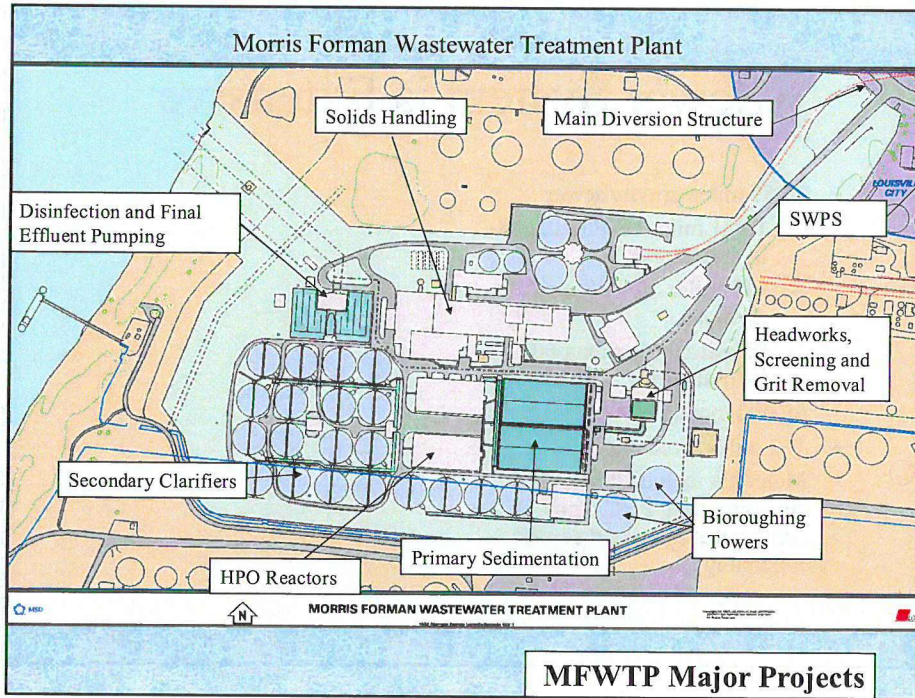 Morris Forman Wastewater Treatment Plant
Solids Handling
Main Diversion Structure
LOUISVILLE
CITY
Disinfection and Final
Effluent Pumping
SWPS
Headworks,
Screening and
Grit Removal
Secondary Clarifiers
Bioroughing
Towers
Primary Sedimentation
HPO Reactors
MSD
N
MORRIS FORMAN WASTEWATER TREATMENT PLANT
MFWTP Major Projects